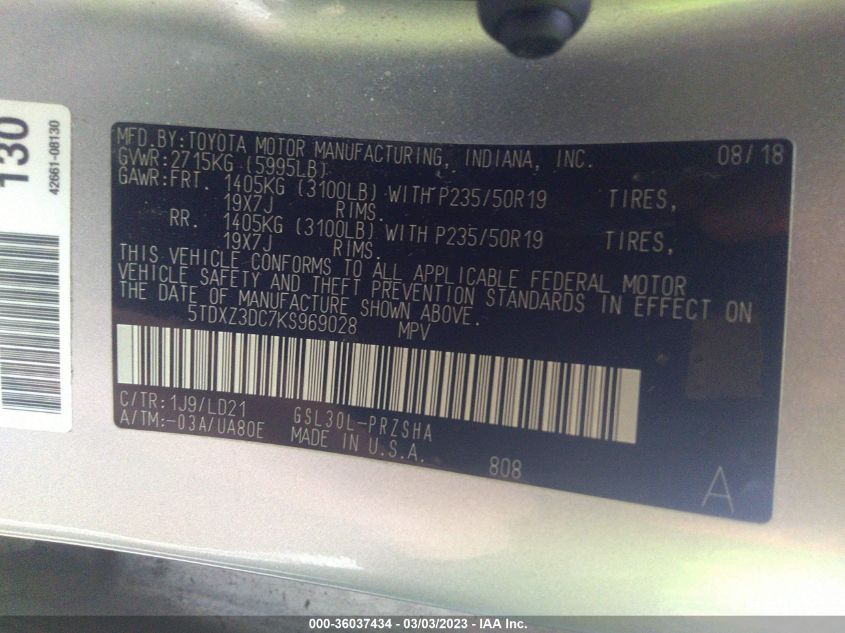 130
42661-08130
MFD.BY:TOYOTA MOTOR MANUFACTURING, INDIANA, INC. 08/18
GVWR:2715KG (5995LB)
GAWR:FRT. 1405KG (3100LB) WITH P235/50R19 TIRES,
19X7J RIMS.
RR. 1405KG (3100LB) WITH P235/50R19 TIRES,
19X7J RIMS.
THIS VEHICLE CONFORMS TO ALL APPLICABLE FEDERAL MOTOR
VEHICLE SAFETY AND THEFT PREVENTION STANDARDS IN EFFECT ON
THE DATE OF MANUFACTURE SHOWN ABOVE.
5TDXZ3DC7KS969028 MPV
C/TR:1J9/LD21 GSL30L-PRZSHA
A/TM:-03A/UA80E MADE IN U.S.A.
808
A
000-36037434 - 03/03/2023 - IAA Inc.